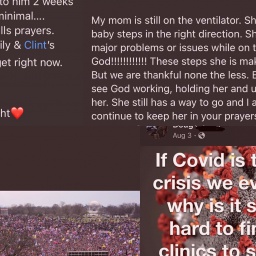 to him 2 weeks
minimal....
lls prayers.
ily & Clint's
get right now.
ht❤️
My mom is still on the ventilator. Sh
baby steps in the right direction. Sh
major problems or issues while on t
God!!!!!!!!!!!! These steps she is mak
But we are thankful none the less. E
see God working, holding her and u
her. She still has a way to go and I a
continue to keep her in your prayers
Aug 3
If Covid is t
crisis we ev
why is it s
hard to fi
clinics to s